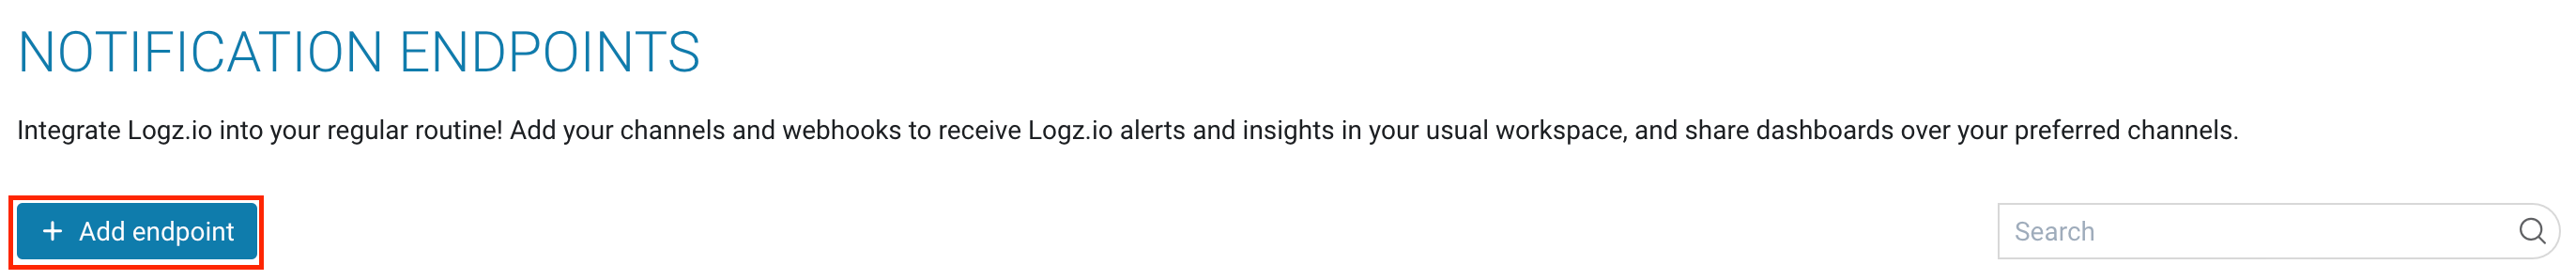 NOTIFICATION ENDPOINTS
Integrate Logz.io into your regular routine! Add your channels and webhooks to receive Logz.io alerts and insights in your usual workspace, and share dashboards over your preferred channels.
+ Add endpoint
Search